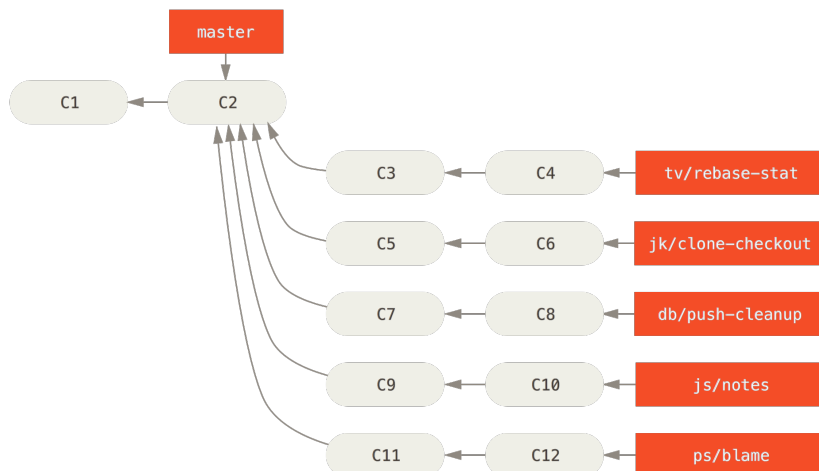 master
C1
C2
C3
C4
tv/rebase-stat
C5
C6
jk/clone-checkout
C7
C8
db/push-cleanup
C9
C10
js/notes
C11
C12
ps/blame